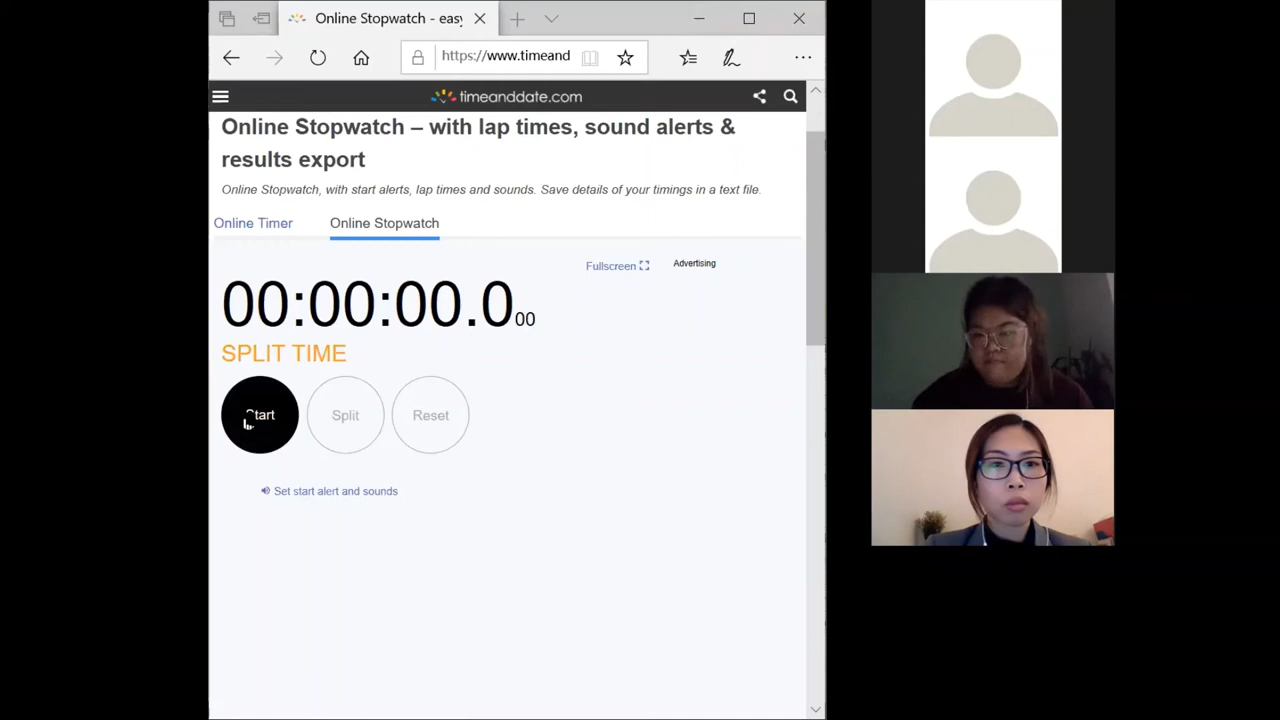 Online Stopwatch - easy
https://www.timeand
timeanddate.com
Online Stopwatch – with lap times, sound alerts &
results export
Online Stopwatch, with start alerts, lap times and sounds. Save details of your timings in a text file.
Online Timer
Online Stopwatch
Fullscreen
Advertising
00:00:00.000
SPLIT TIME
Start
Split
Reset
Set start alert and sounds